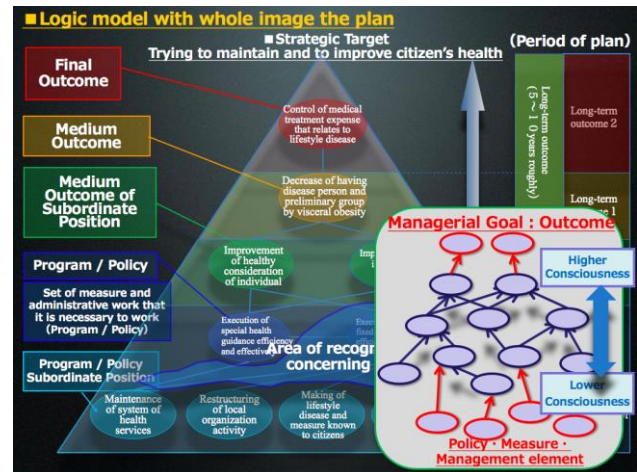 ■Logic model with whole image the plan
■Strategic Target
Trying to maintain and to improve citizen's health
(Period of plan)
Final
Outcome
Medium
Outcome
Medium
Outcome of
Subordinate
Position
Program / Policy
Set of measure and
administrative work that
it is necessary to work
(Program / Policy)
Program / Policy
Subordinate Position
Control of medical
treatment expense
that relates to
lifestyle disease
Decrease of having
disease person and
preliminary group
by visceral obesity
Improvement
of healthy
consideration
of individual
Execution of
special health
guidance efficiency
and effectively
Area of recogn
concerning
Maintenance
of system of
health
services
Restructuring
of local
organization
activity
Making of
lifestyle
disease and
measure known
to citizens
Long-term outcome
(5～10years roughly)
Long-term
outcome 2
Long-term
Managerial Goal : Outcome
Higher
Consciousness
Lower
Consciousness
Policy・Measure・
Management element